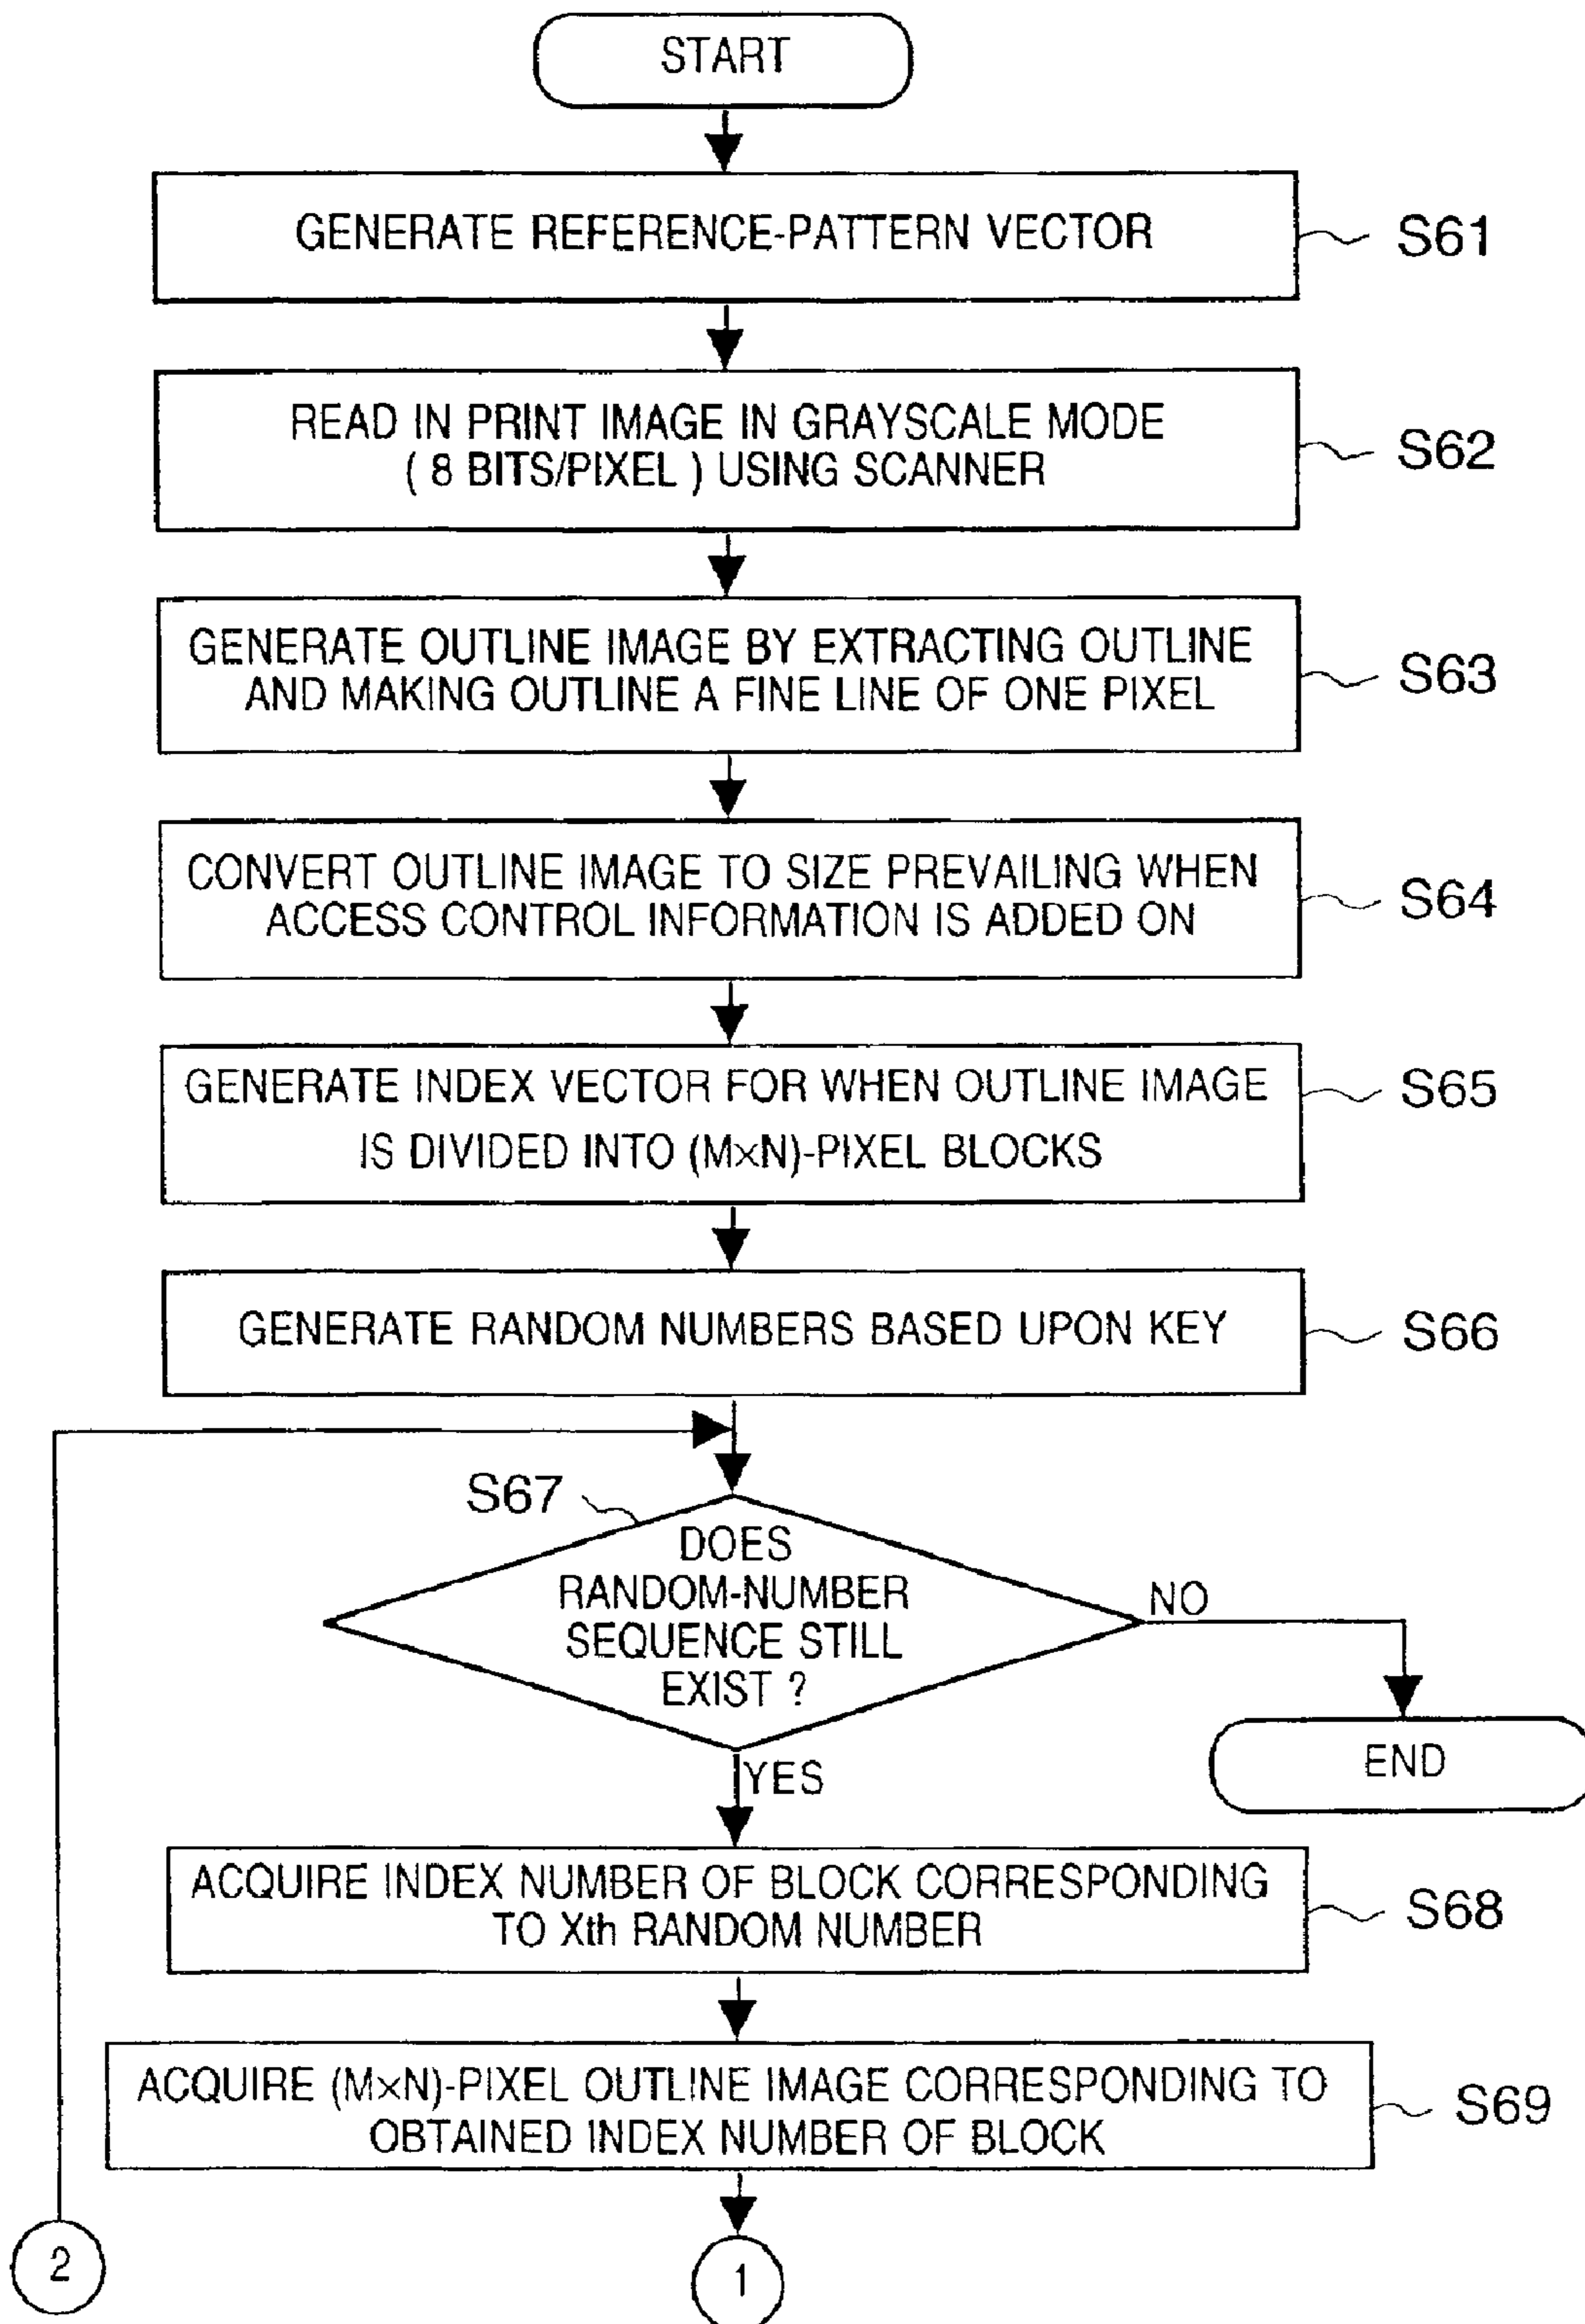 START
GENERATE REFERENCE-PATTERN VECTOR
S61
READ IN PRINT IMAGE IN GRAYSCALE MODE
( 8 BITS/PIXEL ) USING SCANNER
S62
GENERATE OUTLINE IMAGE BY EXTRACTING OUTLINE
AND MAKING OUTLINE A FINE LINE OF ONE PIXEL
S63
CONVERT OUTLINE IMAGE TO SIZE PREVAILING WHEN
ACCESS CONTROL INFORMATION IS ADDED ON
S64
GENERATE INDEX VECTOR FOR WHEN OUTLINE IMAGE
IS DIVIDED INTO (M×N)-PIXEL BLOCKS
S65
GENERATE RANDOM NUMBERS BASED UPON KEY
S66
S67
DOES
RANDOM-NUMBER
SEQUENCE STILL
EXIST ?
NO
END
YES
ACQUIRE INDEX NUMBER OF BLOCK CORRESPONDING
TO Xth RANDOM NUMBER
S68
ACQUIRE (M×N)-PIXEL OUTLINE IMAGE CORRESPONDING TO
OBTAINED INDEX NUMBER OF BLOCK
S69
2
1